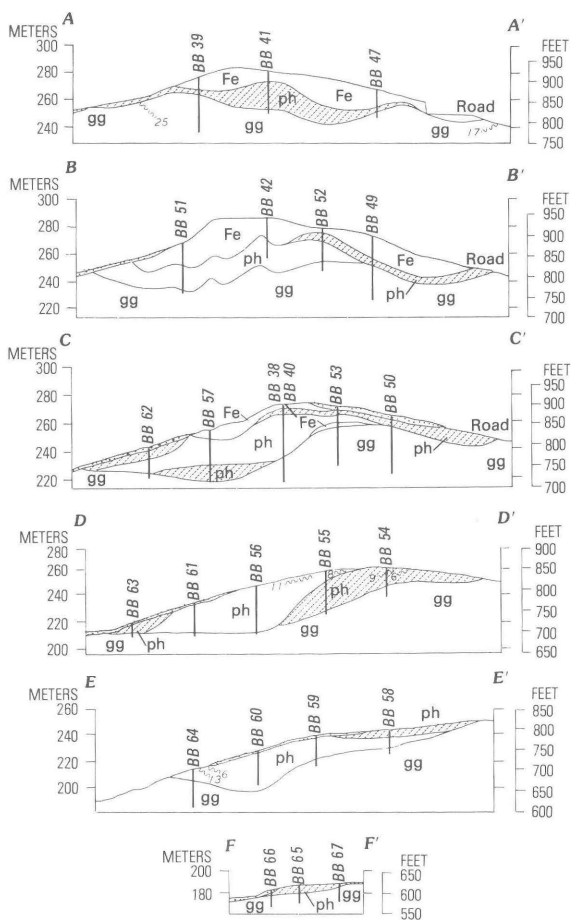 A A'
METERS FEET
BB 39 BB 41 BB 47
300 280 260 240
950 900 850 800 750
Fe Fe ph gg gg gg Road
25 17
B B'
METERS FEET
BB 51 BB 42 BB 52 BB 49
300 280 260 240 220
950 900 850 800 750 700
Fe Fe ph ph gg gg gg Road
C C'
METERS FEET
BB 62 BB 57 BB 38 BB 40 BB 53 BB 50
300 280 260 240 220
900 850 800 750 700
Fe Fe ph ph ph gg gg gg Road
D D'
METERS FEET
BB 63 BB 61 BB 56 BB 55 BB 54
280 260 240 220 200
900 850 800 750 700 650
11 9
ph ph ph gg gg gg
E E'
METERS FEET
BB 64 BB 60 BB 59 BB 58
260 240 220 200
850 800 750 700 650 600
ph ph gg gg
13 6
F F'
METERS FEET
BB 66 BB 65 BB 67
200 180
650 600 550
gg ph gg